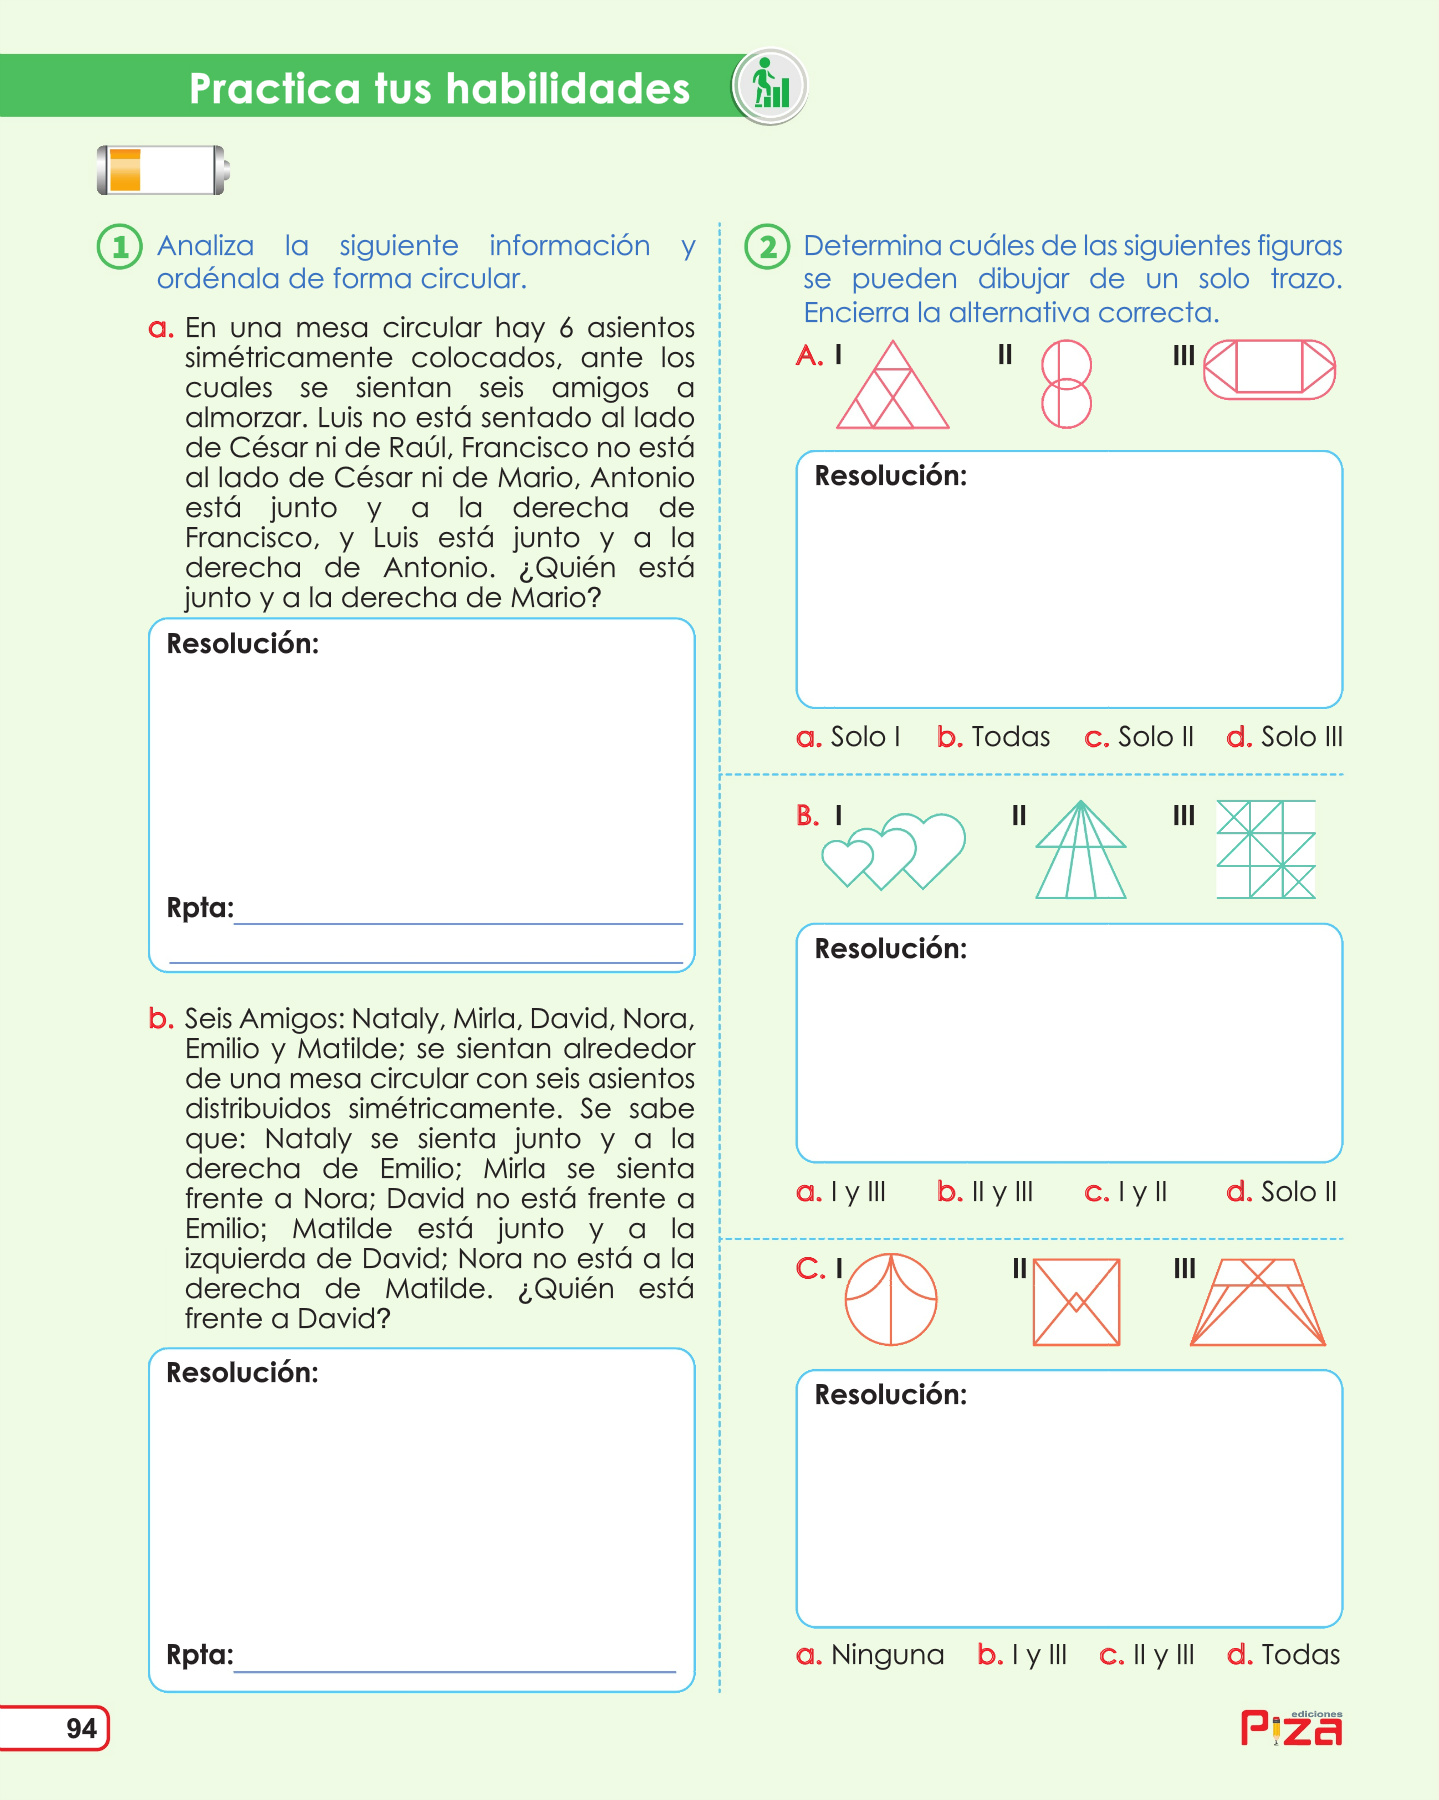 Practica tus habilidades
1 Analiza la siguiente información y
ordénala de forma circular.
a. En una mesa circular hay 6 asientos
simétricamente colocados, ante los
cuales se sientan seis amigos a
almorzar. Luis no está sentado al lado
de César ni de Raúl, Francisco no está
al lado de César ni de Mario, Antonio
está junto y a la derecha de
Francisco, y Luis está junto y a la
derecha de Antonio. ¿Quién está
junto y a la derecha de Mario?
Resolución:
Rpta:
b. Seis Amigos: Nataly, Mirla, David, Nora,
Emilio y Matilde; se sientan alrededor
de una mesa circular con seis asientos
distribuidos simétricamente. Se sabe
que: Nataly se sienta junto y a la
derecha de Emilio; Mirla se sienta
frente a Nora; David no está frente a
Emilio; Matilde está junto y a la
izquierda de David; Nora no está a la
derecha de Matilde. ¿Quién está
frente a David?
Resolución:
Rpta:
2 Determina cuáles de las siguientes figuras
se pueden dibujar de un solo trazo.
Encierra la alternativa correcta.
A. I II III
Resolución:
a. Solo I b. Todas c. Solo II d. Solo III
B. I II III
Resolución:
a. I y III b. II y III c. I y II d. Solo II
C. I II III
Resolución:
a. Ninguna b. I y III c. II y III d. Todas
94
ediciones
Piza